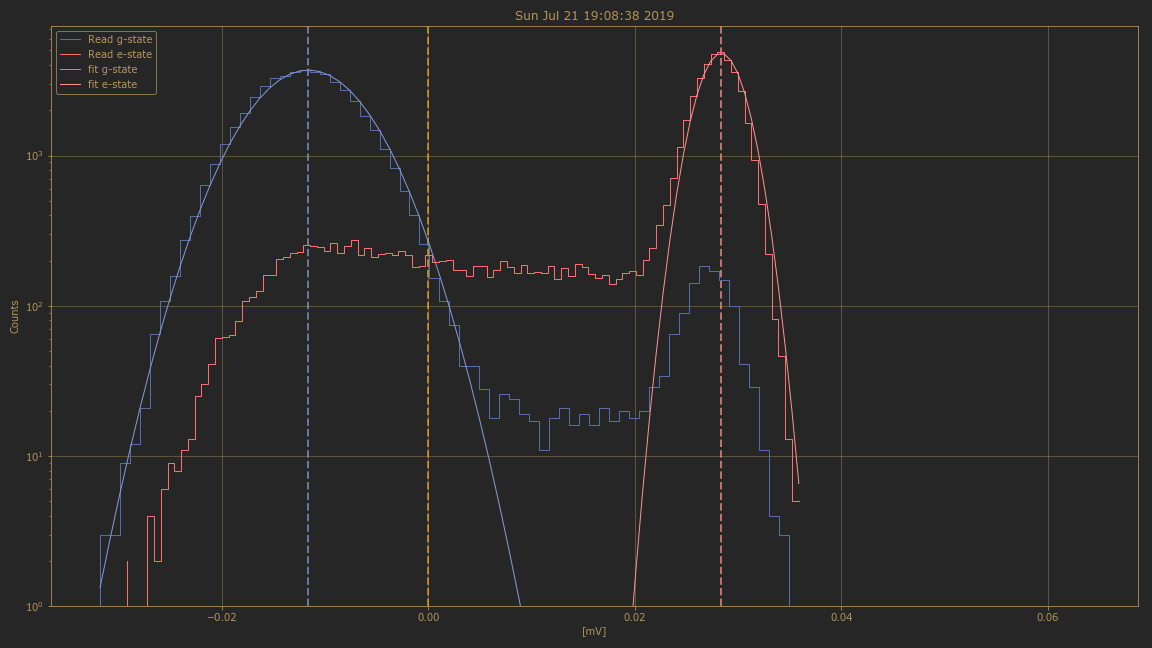 Sun Jul 21 19:08:38 2019
Read g-state
Read e-state
fit g-state
fit e-state
Counts
10³
10²
10¹
10⁰
−0.02
0.00
0.02
0.04
0.06
[mV]